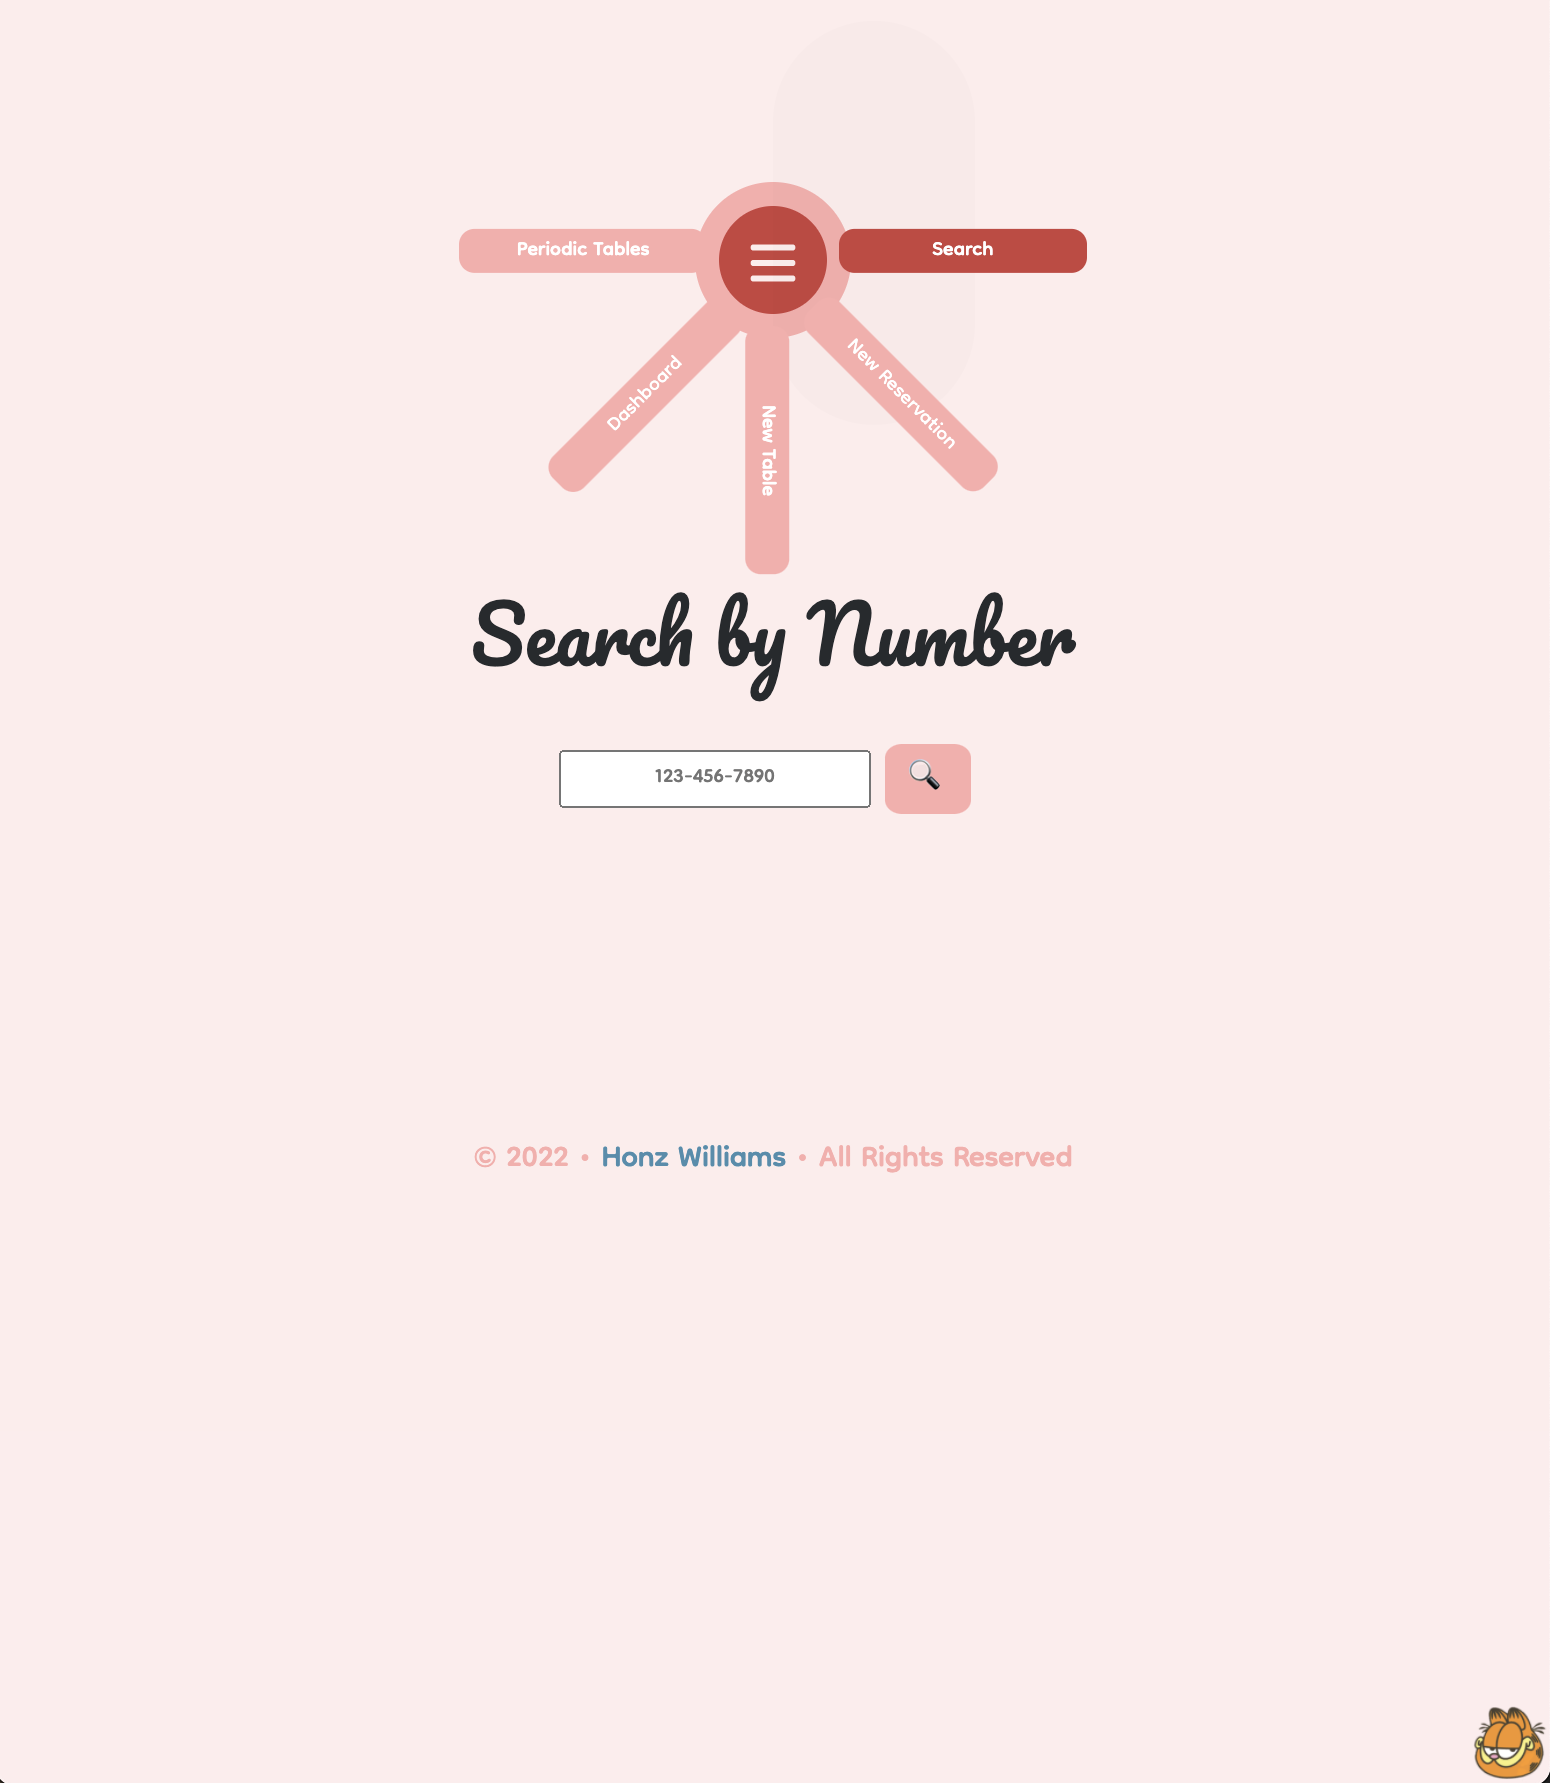 Periodic Tables
Search
Dashboard
New Table
New Reservation
Search by Number
123-456-7890
© 2022 • Honz Williams • All Rights Reserved